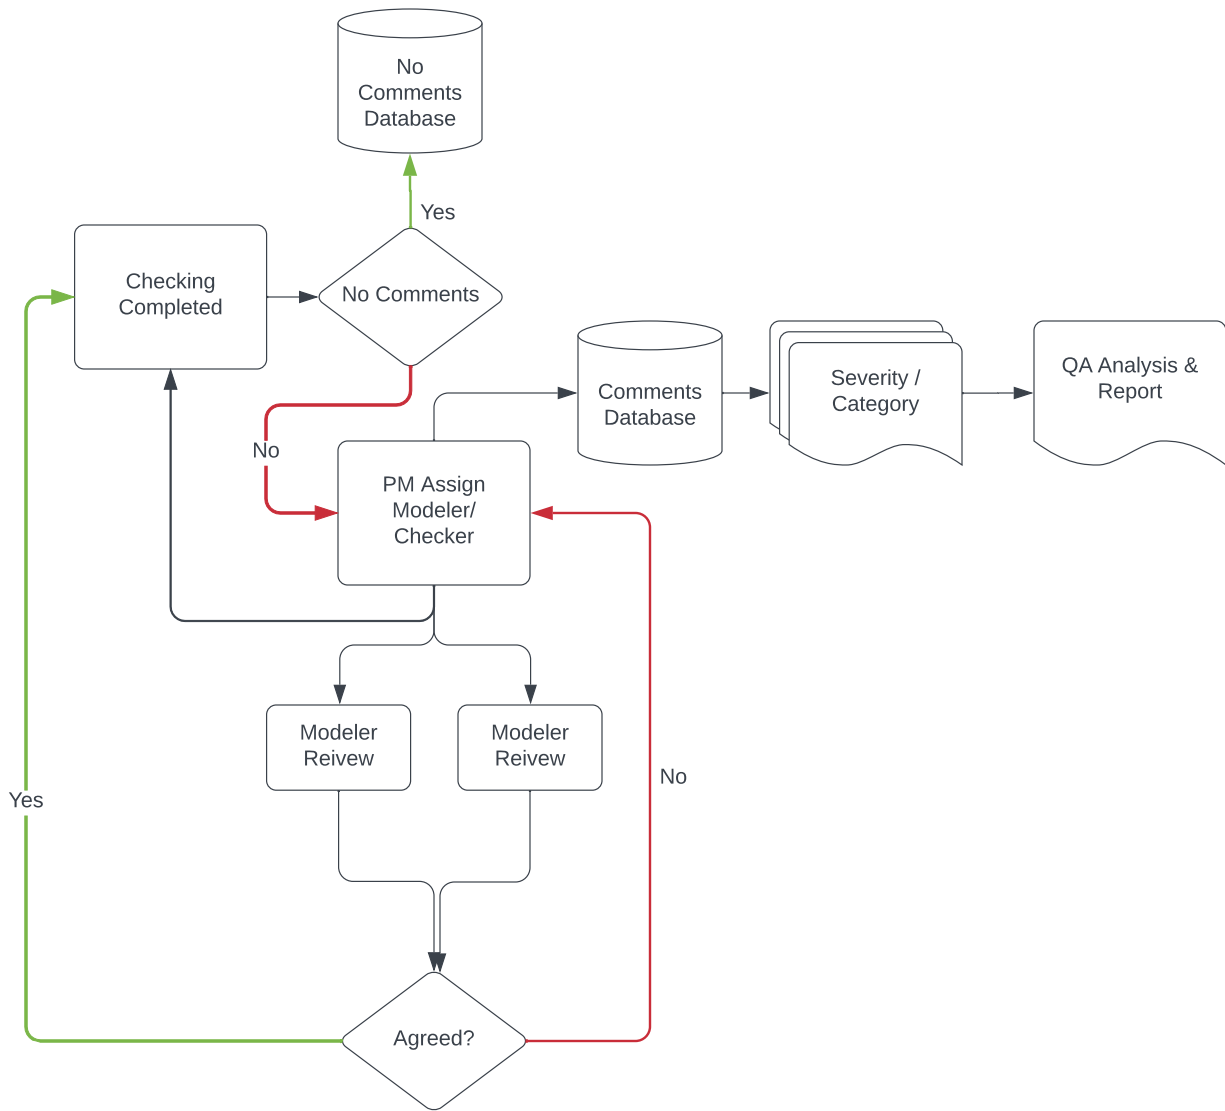 No
Comments
Database
Yes
Checking
Completed
No Comments
Comments
Database
Severity /
Category
QA Analysis &
Report
No
PM Assign
Modeler/
Checker
Modeler
Reivew
Modeler
Reivew
No
Yes
Agreed?